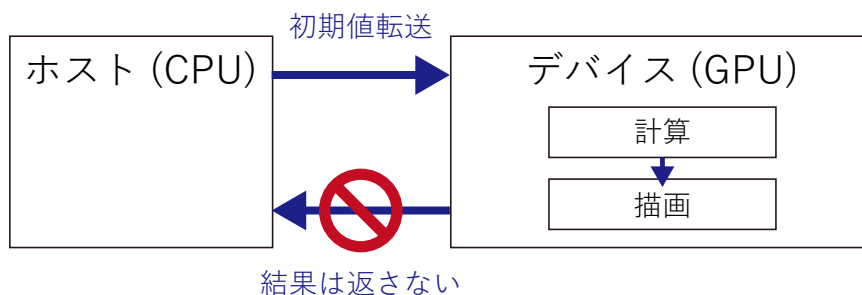 初期値転送
ホスト (CPU)
デバイス (GPU)
計算
描画
結果は返さない